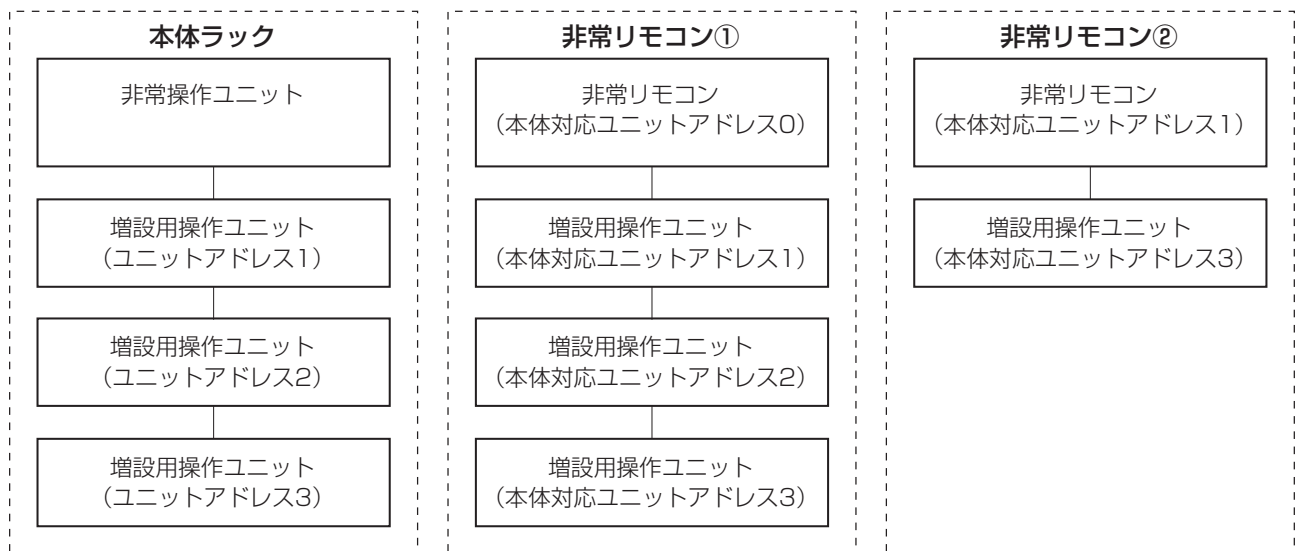 本体ラック
非常操作ユニット
増設用操作ユニット
（ユニットアドレス1）
増設用操作ユニット
（ユニットアドレス2）
増設用操作ユニット
（ユニットアドレス3）
非常リモコン①
非常リモコン
（本体対応ユニットアドレス0）
増設用操作ユニット
（本体対応ユニットアドレス1）
増設用操作ユニット
（本体対応ユニットアドレス2）
増設用操作ユニット
（本体対応ユニットアドレス3）
非常リモコン②
非常リモコン
（本体対応ユニットアドレス1）
増設用操作ユニット
（本体対応ユニットアドレス3）